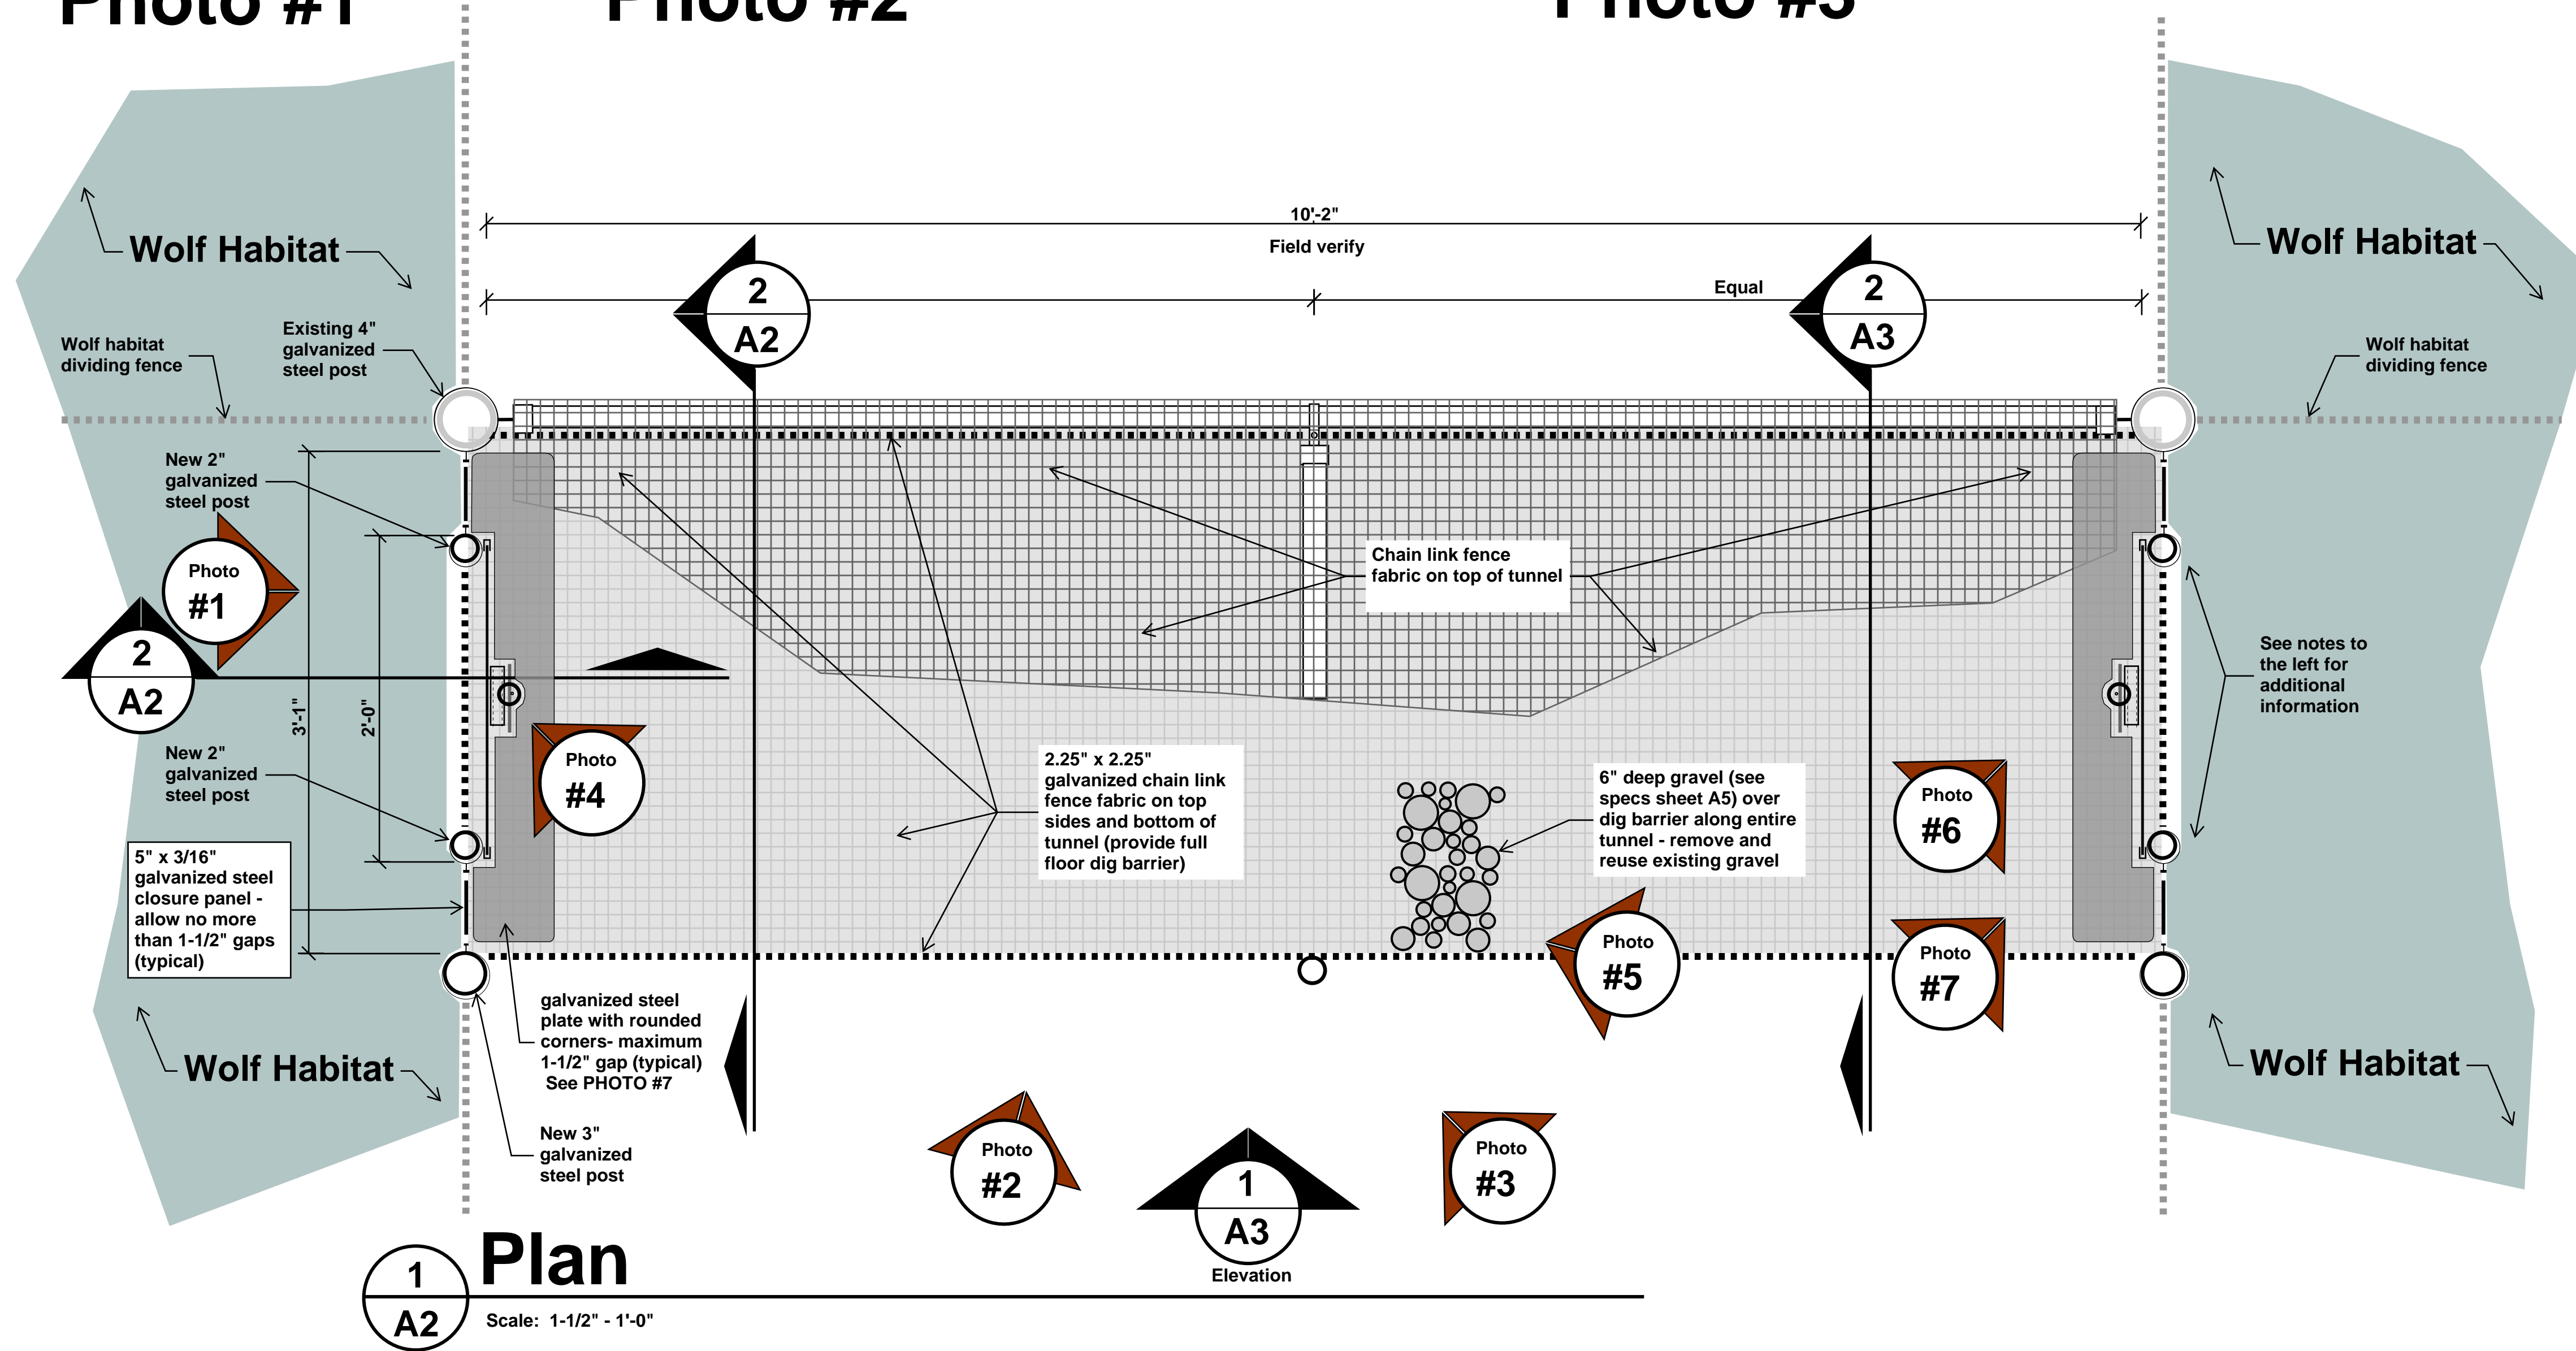 Photo #1
Photo #2
Photo #3
10'-2"
Field verify
Equal
2
A2
2
A3
Wolf Habitat
Wolf Habitat
Wolf habitat
dividing fence
Existing 4"
galvanized
steel post
Wolf habitat
dividing fence
New 2"
galvanized
steel post
Photo
#1
2
A2
3'-1"
2'-0"
New 2"
galvanized
steel post
5" x 3/16"
galvanized steel
closure panel -
allow no more
than 1-1/2" gaps
(typical)
Photo
#4
Chain link fence
fabric on top of tunnel
2.25" x 2.25"
galvanized chain link
fence fabric on top
sides and bottom of
tunnel (provide full
floor dig barrier)
6" deep gravel (see
specs sheet A5) over
dig barrier along entire
tunnel - remove and
reuse existing gravel
Photo
#6
Photo
#5
Photo
#7
See notes to
the left for
additional
information
galvanized steel
plate with rounded
corners- maximum
1-1/2" gap (typical)
See PHOTO #7
Wolf Habitat
Wolf Habitat
New 3"
galvanized
steel post
Photo
#2
1
A3
Elevation
Photo
#3
1
A2
Plan
Scale: 1-1/2" - 1'-0"